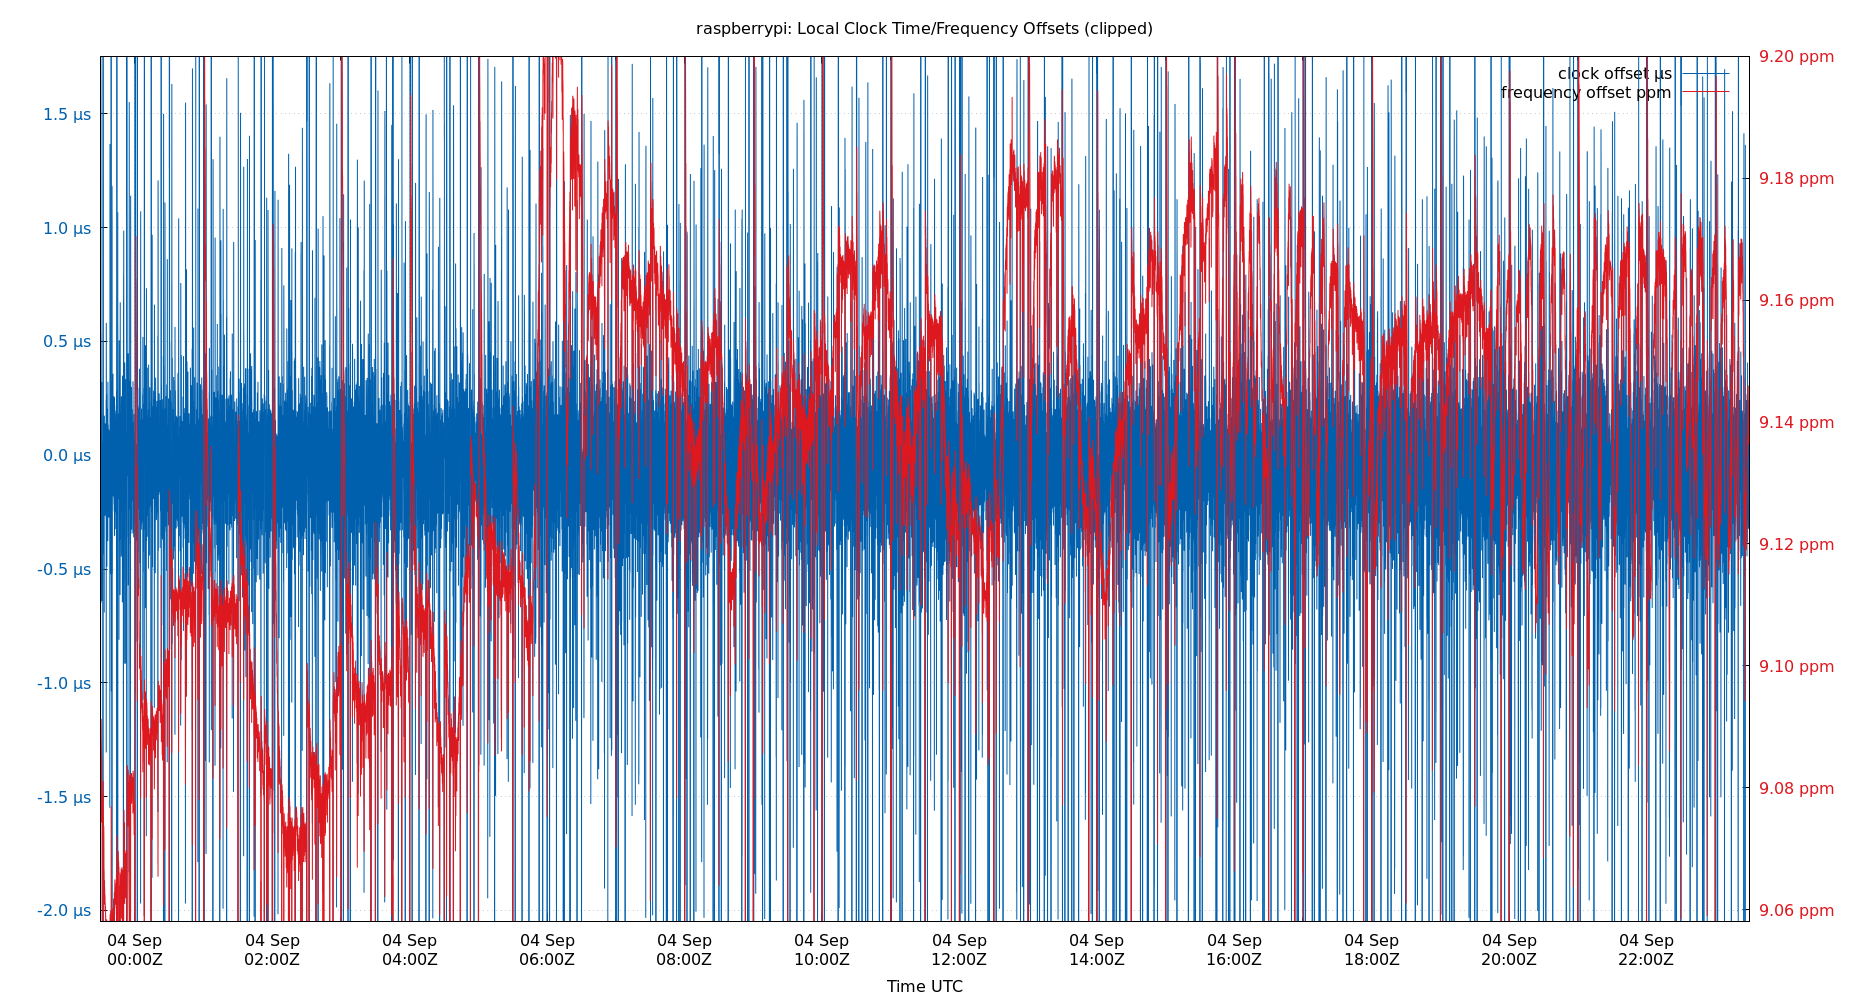 raspberrypi: Local Clock Time/Frequency Offsets (clipped)
9.20 ppm
clock offset µs
frequency offset ppm
1.5 µs
9.18 ppm
1.0 µs
9.16 ppm
0.5 µs
9.14 ppm
0.0 µs
9.12 ppm
-0.5 µs
9.10 ppm
-1.0 µs
9.08 ppm
-1.5 µs
9.06 ppm
-2.0 µs
04 Sep 04 Sep 04 Sep 04 Sep 04 Sep 04 Sep 04 Sep 04 Sep 04 Sep 04 Sep 04 Sep 04 Sep
00:00Z 02:00Z 04:00Z 06:00Z 08:00Z 10:00Z 12:00Z 14:00Z 16:00Z 18:00Z 20:00Z 22:00Z
Time UTC